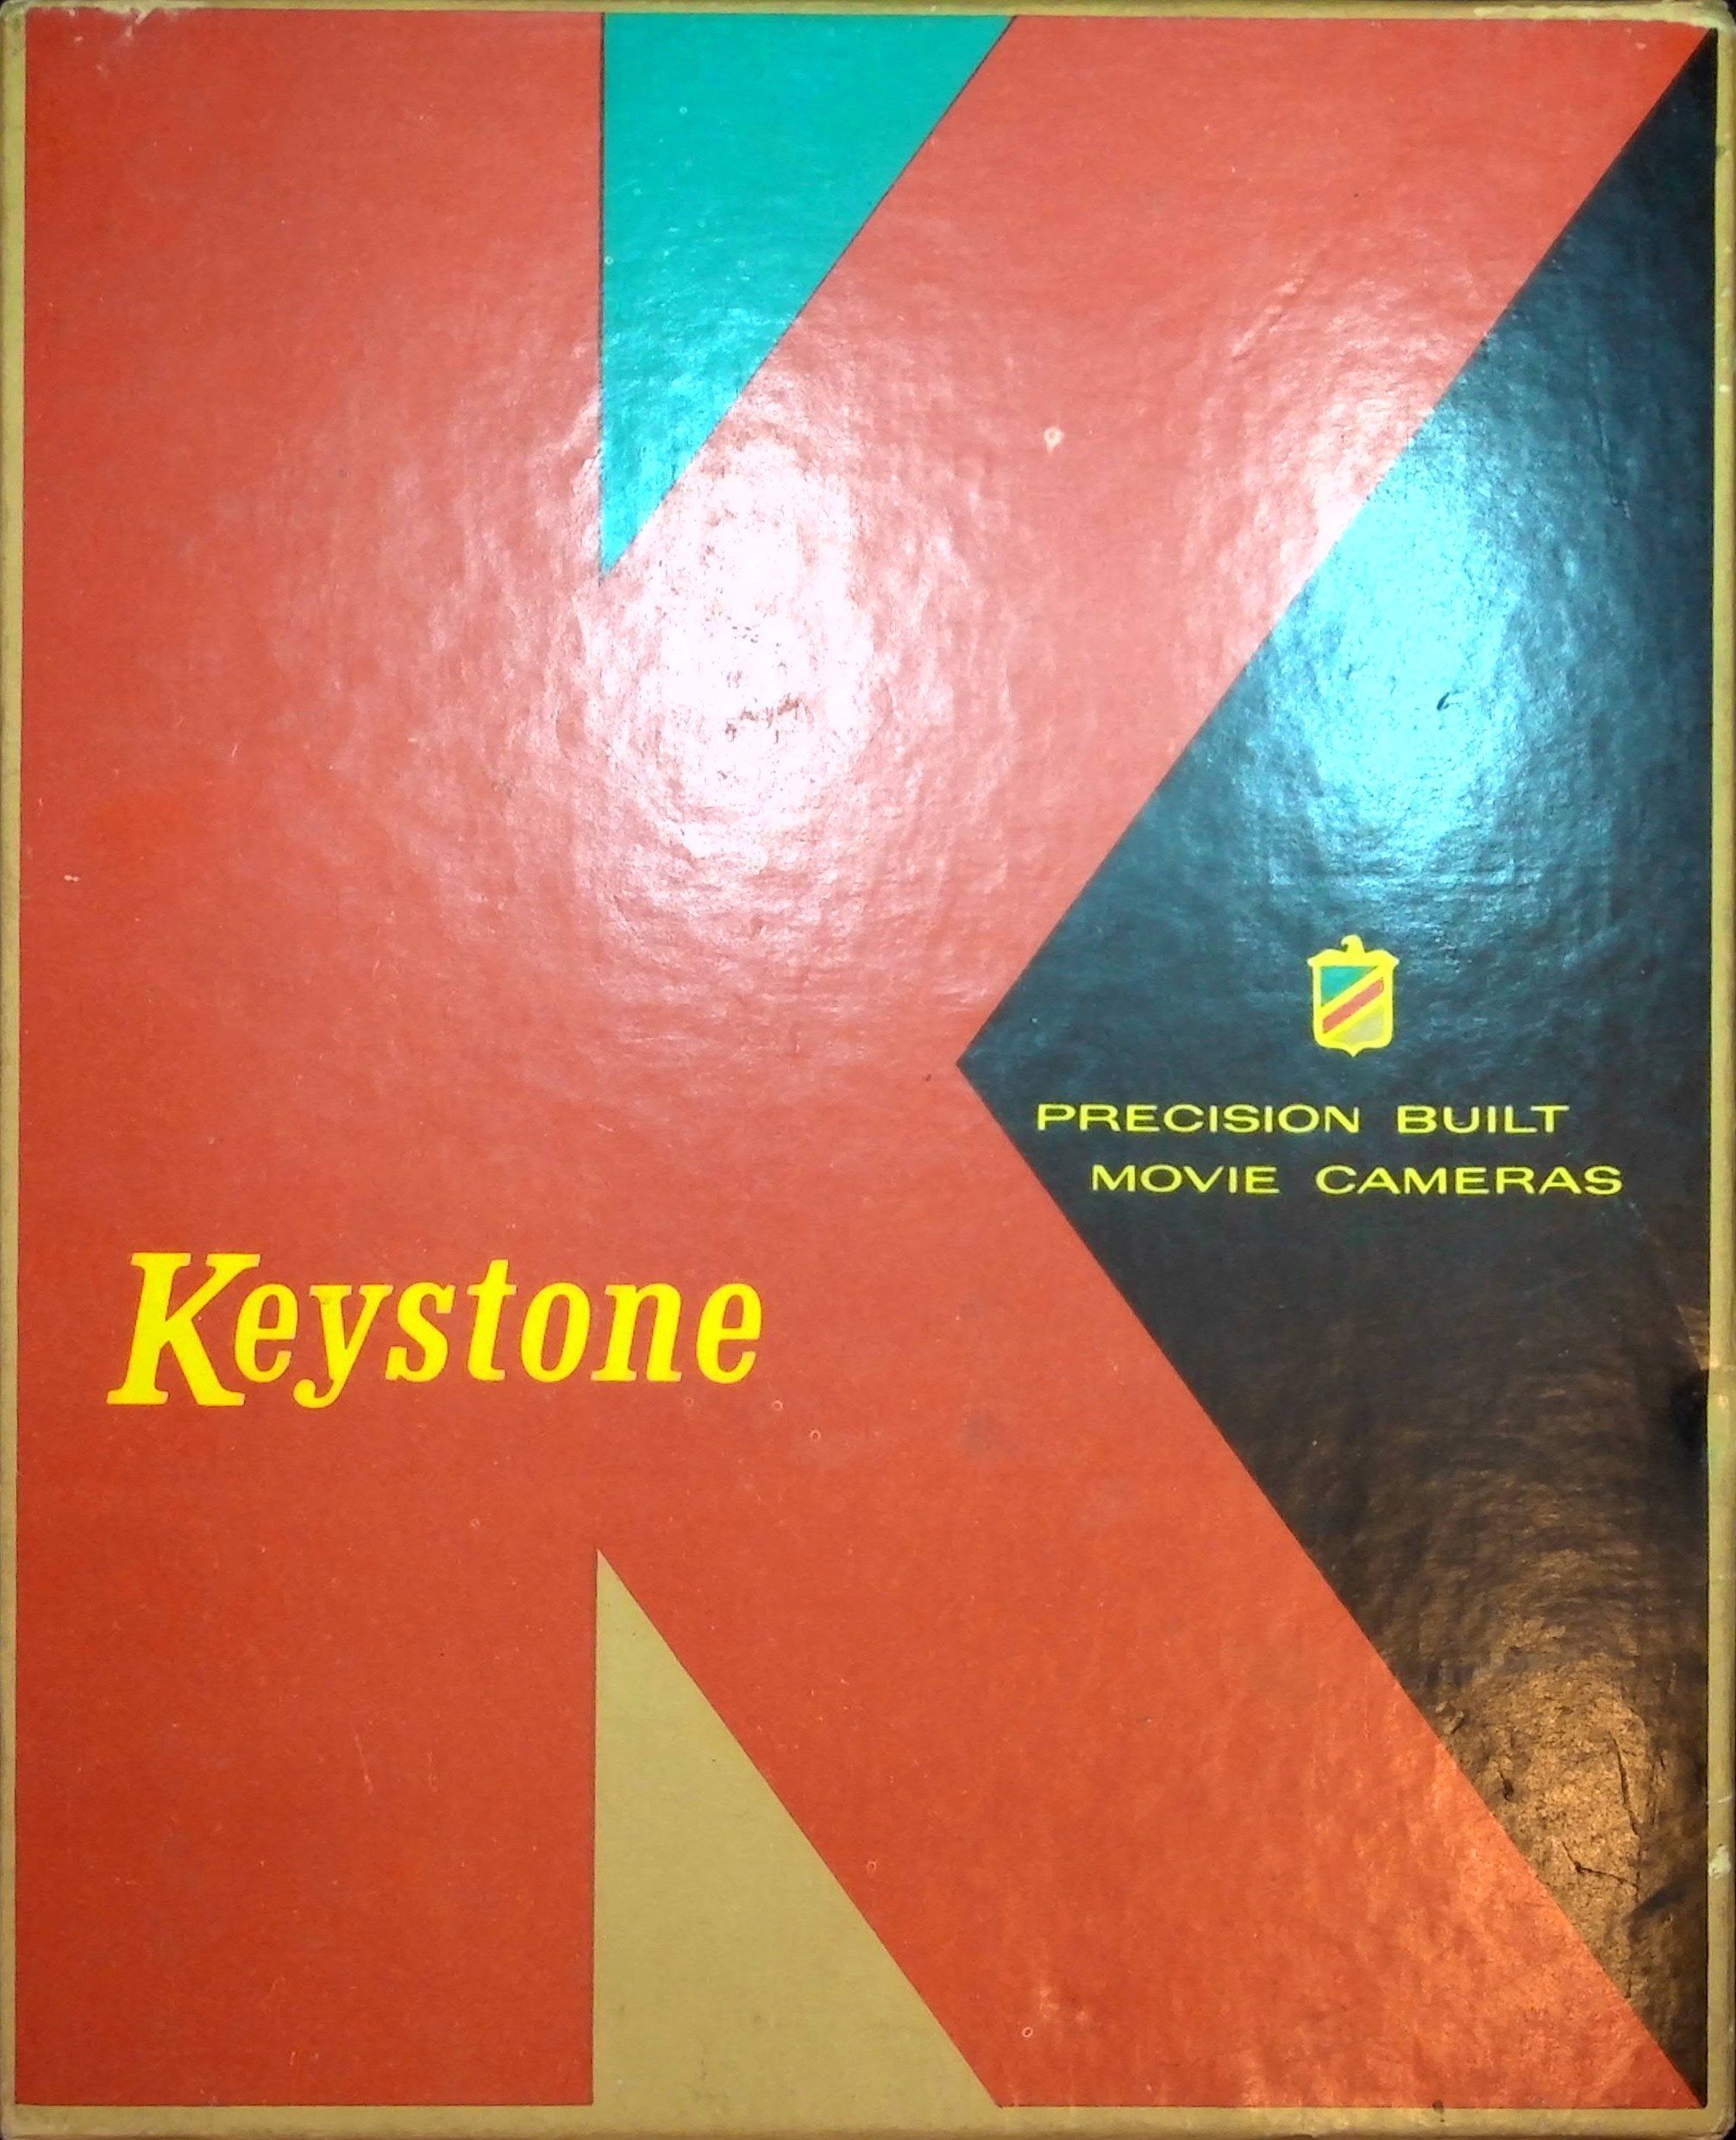 PRECISION BUILT
MOVIE CAMERAS
Keystone